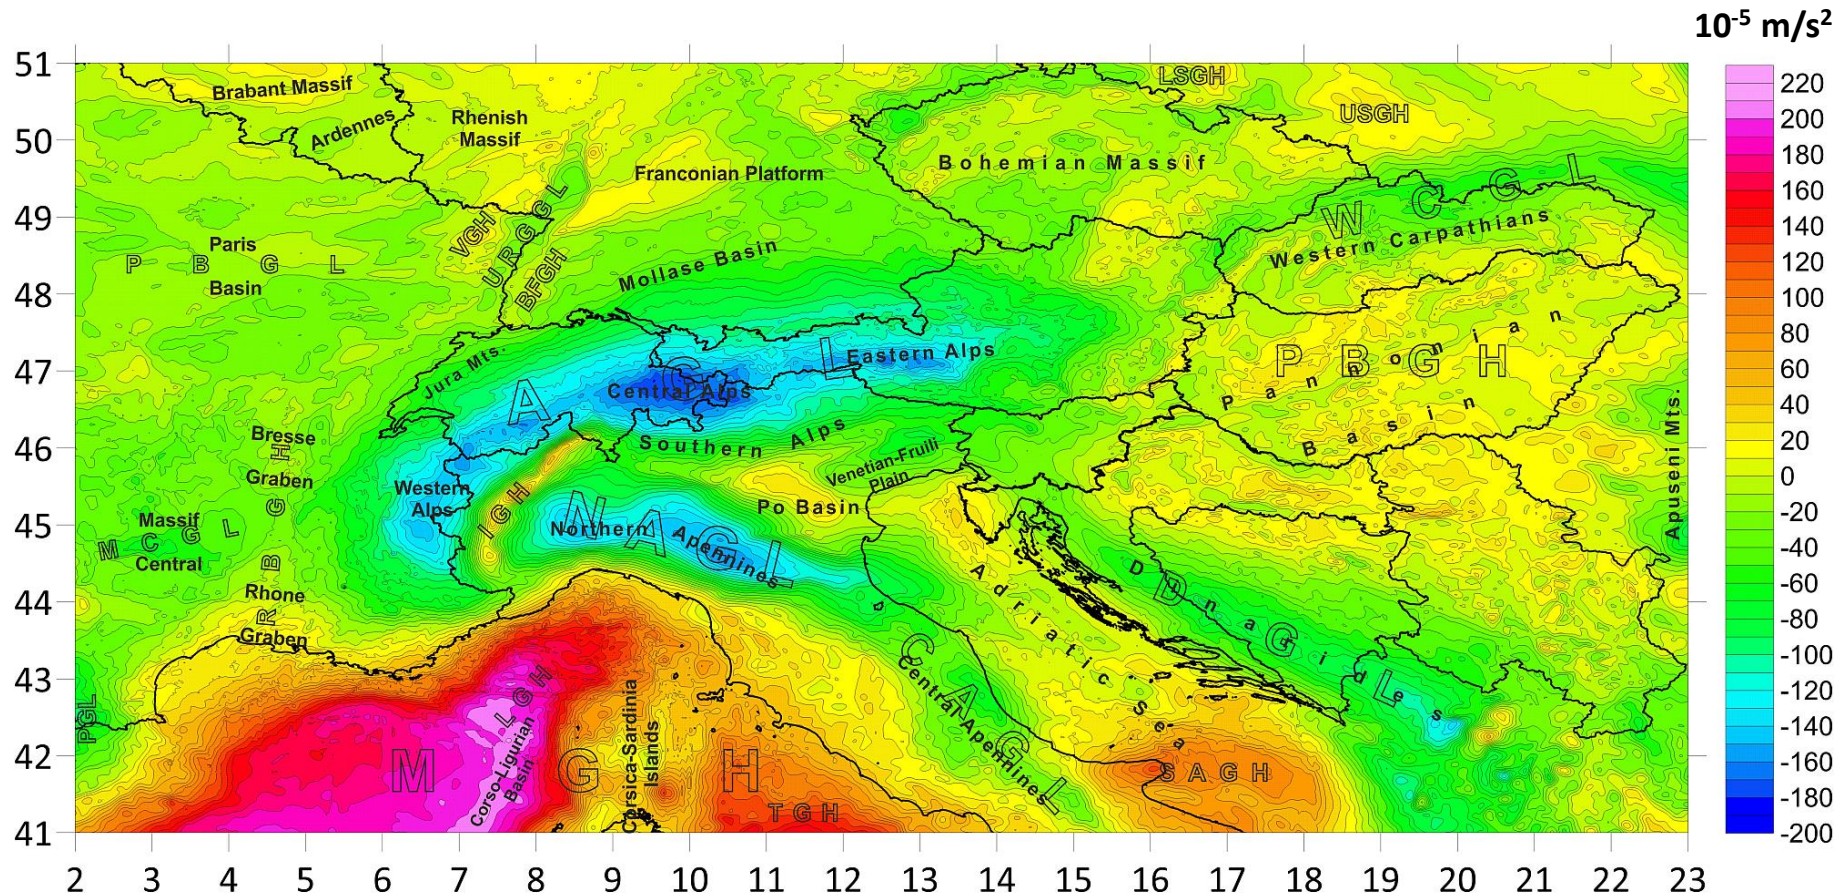 10-5 m/s2
51
50
49
48
47
46
45
44
43
42
41
2 3 4 5 6 7 8 9 10 11 12 13 14 15 16 17 18 19 20 21 22 23
220
200
180
160
140
120
100
80
60
40
20
0
-20
-40
-60
-80
-100
-120
-140
-160
-180
-200
Brabant Massif
Ardennes
Rhenish
Massif
LSGH
USGH
Bohemian Massif
Franconian Platform
W C G L
Western Carpathians
VGH
U R G G L
BFGH
Paris
P B G L
Basin
Mollase Basin
Jura Mts.
A G L
Eastern Alps
Central Alps
P B G H
Pannonian
Basin
Southern Alps
Venetian-Fruili
Plain
Bresse
Graben
R B G H
Rhone
Graben
Western
Alps
I G H
Po Basin
N A G L
Northern Apennines
Massif
M C G L
Central
Apuseni Mts.
D G L
Dinarides
Adriatic Sea
C A G L
Central Apennines
PGL
L G H
Corso-Ligurian
Basin
Corsica-Sardinia
Islands
M G H
T G H
S A G H